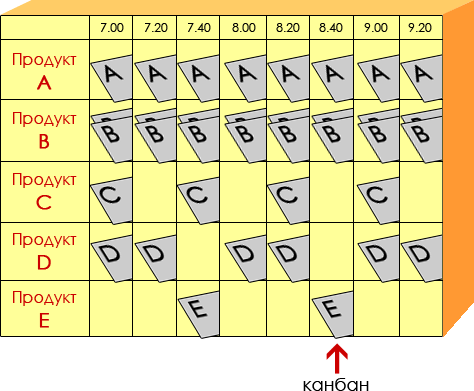 7.00 7.20 7.40 8.00 8.20 8.40 9.00 9.20
Продукт
A
A A A A A A A A
Продукт
B
B B B B B B B B
Продукт
C
C C C C
Продукт
D
D D D D D D
Продукт
E
E E
канбан